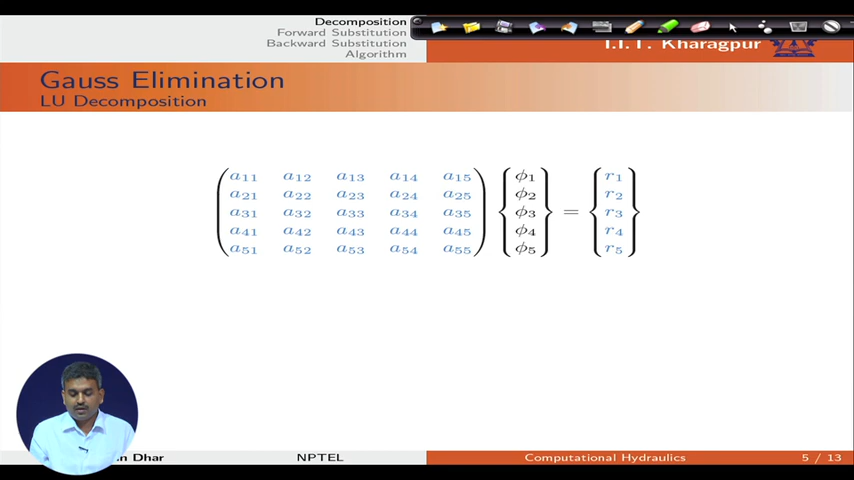 Decomposition
Forward Substitution
Backward Substitution
Algorithm
I.I.T. Kharagpur
Gauss Elimination
LU Decomposition
a11 a12 a13 a14 a15 ϕ1 r1
a21 a22 a23 a24 a25 ϕ2 r2
a31 a32 a33 a34 a35 ϕ3 = r3
a41 a42 a43 a44 a45 ϕ4 r4
a51 a52 a53 a54 a55 ϕ5 r5
Dhar NPTEL Computational Hydraulics 5 / 13